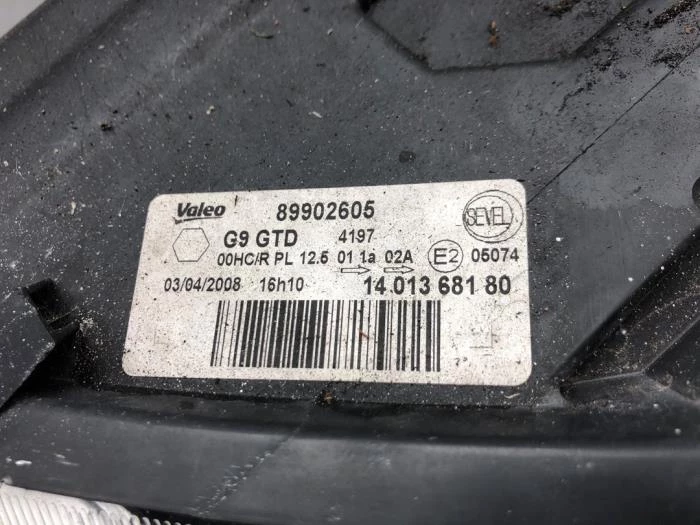 Valeo 89902605 SEVEL
G9 GTD 4197
00HC/R PL 12.5 01 1a 02A E2 05074
03/04/2008 16h10 14 013 681 80